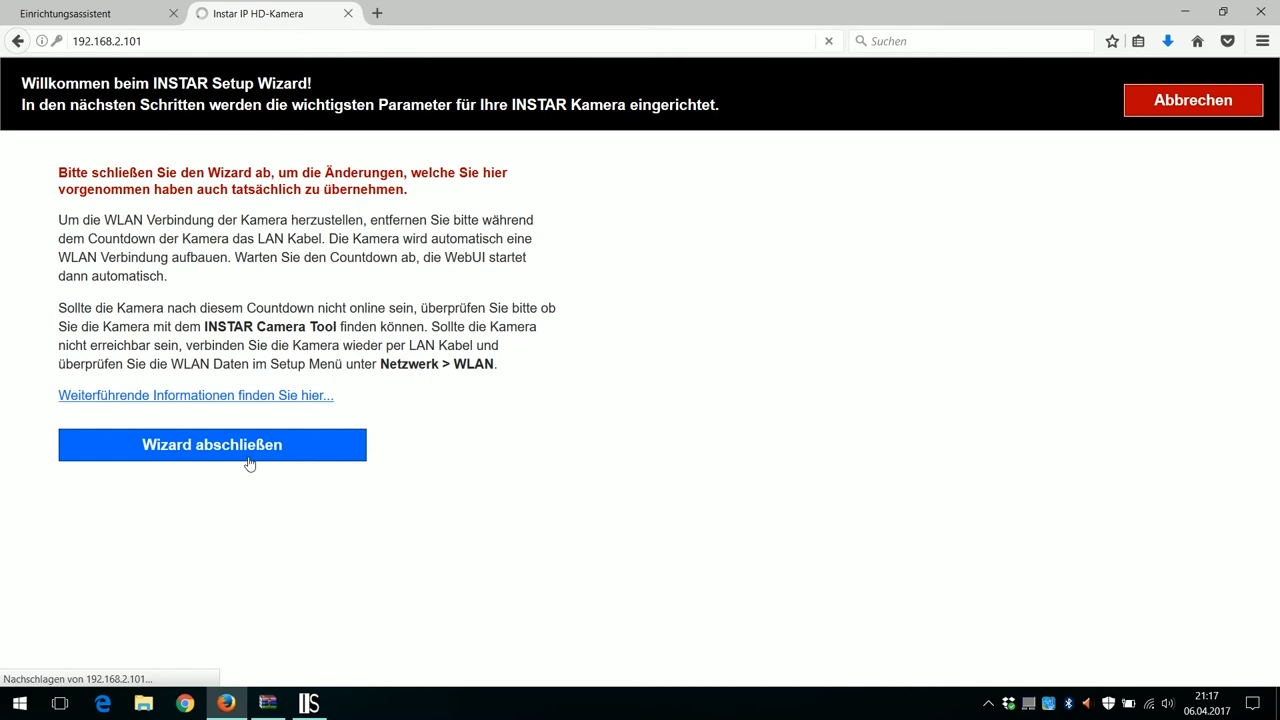 Einrichtungsassistent
Instar IP HD-Kamera
192.168.2.101
Suchen
Willkommen beim INSTAR Setup Wizard!
In den nächsten Schritten werden die wichtigsten Parameter für Ihre INSTAR Kamera eingerichtet.
Abbrechen
Bitte schließen Sie den Wizard ab, um die Änderungen, welche Sie hier
vorgenommen haben auch tatsächlich zu übernehmen.
Um die WLAN Verbindung der Kamera herzustellen, entfernen Sie bitte während
dem Countdown der Kamera das LAN Kabel. Die Kamera wird automatisch eine
WLAN Verbindung aufbauen. Warten Sie den Countdown ab, die WebUI startet
dann automatisch.
Sollte die Kamera nach diesem Countdown nicht online sein, überprüfen Sie bitte ob
Sie die Kamera mit dem INSTAR Camera Tool finden können. Sollte die Kamera
nicht erreichbar sein, verbinden Sie die Kamera wieder per LAN Kabel und
überprüfen Sie die WLAN Daten im Setup Menü unter Netzwerk > WLAN.
Weiterführende Informationen finden Sie hier...
Wizard abschließen
Nachschlagen von 192.168.2.101...
21:17
06.04.2017